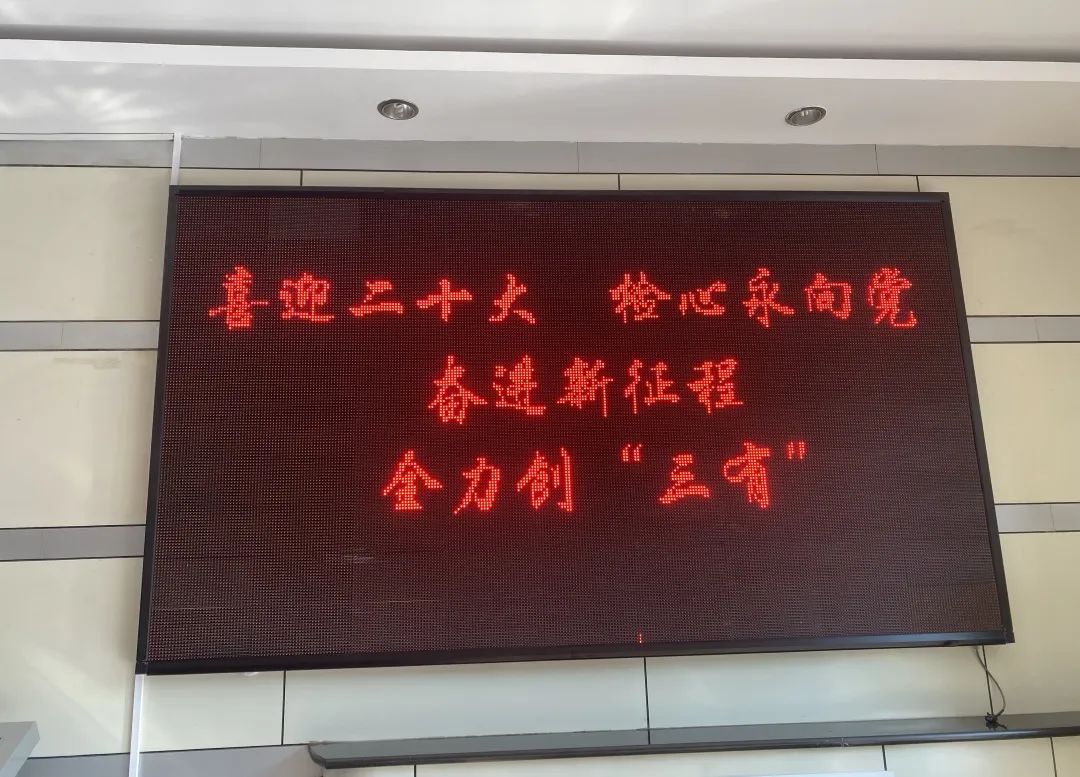 喜迎二十大 检心永向党
奋进新征程
全力创“三有”